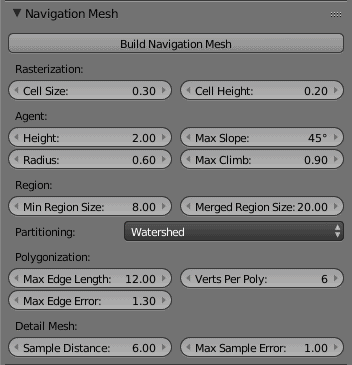 Navigation Mesh
Build Navigation Mesh
Rasterization:
Cell Size: 0.30 Cell Height: 0.20
Agent:
Height: 2.00 Max Slope: 45°
Radius: 0.60 Max Climb: 0.90
Region:
Min Region Size: 8.00 Merged Region Size: 20.00
Partitioning: Watershed
Polygonization:
Max Edge Length: 12.00 Verts Per Poly: 6
Max Edge Error: 1.30
Detail Mesh:
Sample Distance: 6.00 Max Sample Error: 1.00